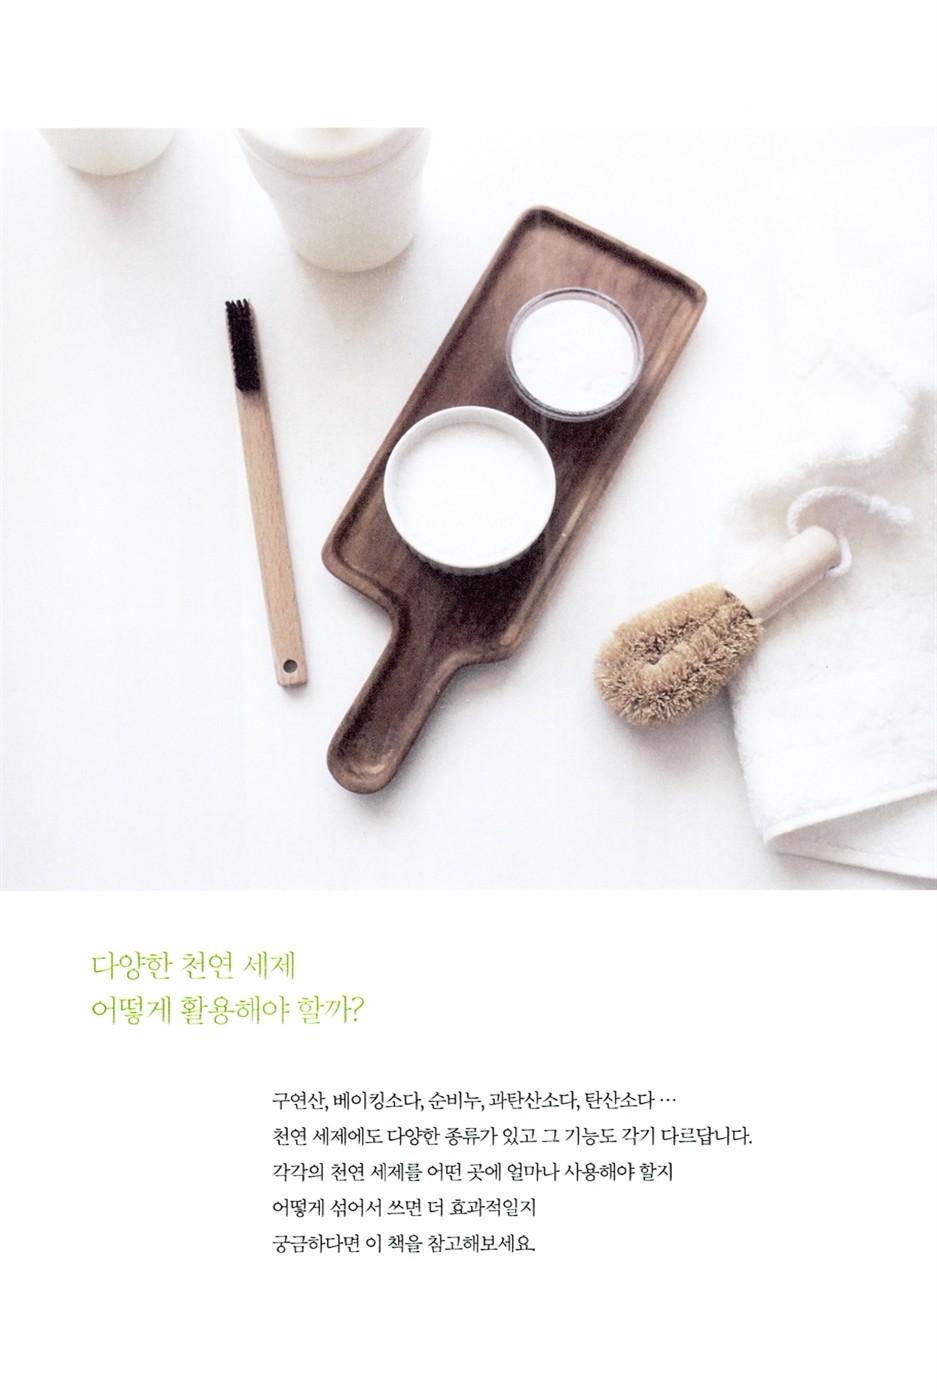 다양한 천연 세제
어떻게 활용해야 할까?
구연산, 베이킹소다, 순비누, 과탄산소다, 탄산소다 …
천연 세제에도 다양한 종류가 있고 그 기능도 각기 다르답니다.
각각의 천연 세제를 어떤 곳에 얼마나 사용해야 할지
어떻게 섞어서 쓰면 더 효과적일지
궁금하다면 이 책을 참고해보세요.